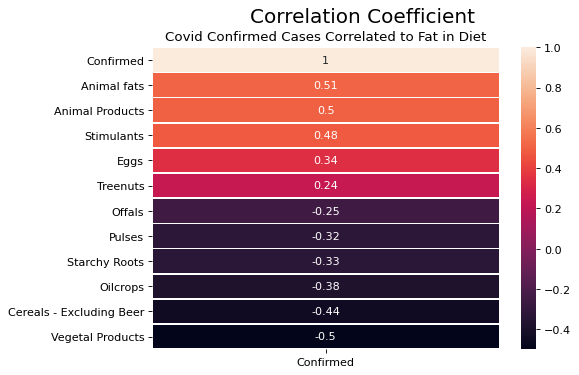 Correlation Coefficient
Covid Confirmed Cases Correlated to Fat in Diet
Confirmed 1
Animal fats 0.51
Animal Products 0.5
Stimulants 0.48
Eggs 0.34
Treenuts 0.24
Offals -0.25
Pulses -0.32
Starchy Roots -0.33
Oilcrops -0.38
Cereals - Excluding Beer -0.44
Vegetal Products -0.5
Confirmed
1.0
0.8
0.6
0.4
0.2
0.0
−0.2
−0.4